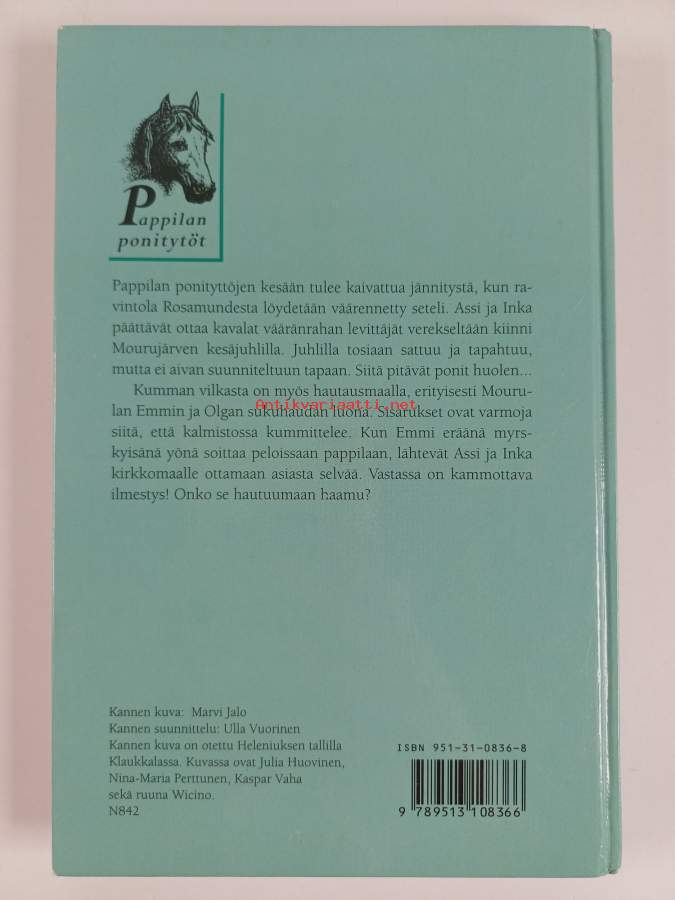 Pappilan
ponitytöt
Pappilan ponityttöjen kesään tulee kaivattua jännitystä, kun ra-
vintola Rosamundesta löydetään väärennetty seteli. Assi ja Inka
päättävät ottaa kavalat vääränrahan levittäjät verekseltään kiinni
Mourujärven kesäjuhlilla. Juhlilla tosiaan sattuu ja tapahtuu,
mutta ei aivan suunniteltuun tapaan. Siitä pitävät ponit huolen...
Kumman vilkasta on myös hautausmaalla, erityisesti Mouru-
Antikvariaatti.net
lan Emmin ja Olgan sukuhaudan luona. Sisarukset ovat varmoja
siitä, että kalmistossa kummittelee. Kun Emmi eräänä myrs-
kyisänä yönä soittaa peloissaan pappilaan, lähtevät Assi ja Inka
kirkkomaalle ottamaan asiasta selvää. Vastassa on kammottava
ilmestys! Onko se hautuumaan haamu?
Kannen kuva: Marvi Jalo
Kannen suunnittelu: Ulla Vuorinen
Kannen kuva on otettu Heleniuksen tallilla
Klaukkalassa. Kuvassa ovat Julia Huovinen,
Nina-Maria Perttunen, Kaspar Vaha
sekä ruuna Wicino.
N842
ISBN 951-31-0836-8
9 789513 108366